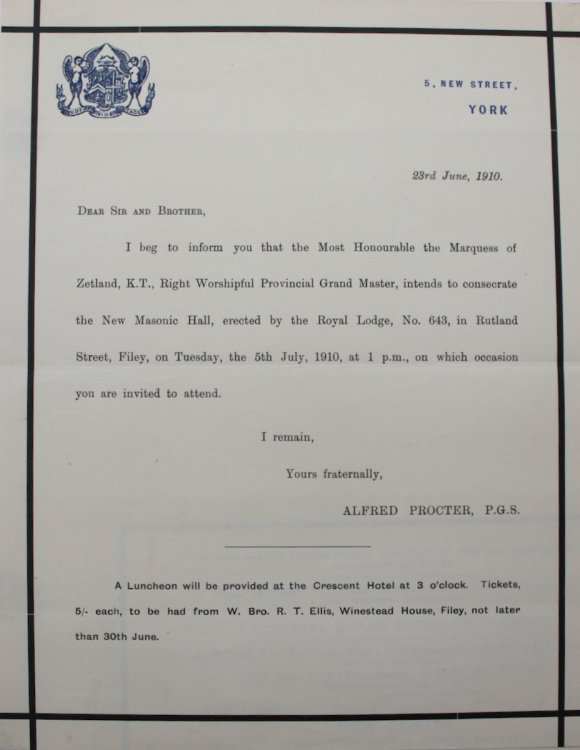 5, NEW STREET,
YORK
23rd June, 1910.
DEAR SIR AND BROTHER,
I beg to inform you that the Most Honourable the Marquess of
Zetland, K.T., Right Worshipful Provincial Grand Master, intends to consecrate
the New Masonic Hall, erected by the Royal Lodge, No. 643, in Rutland
Street, Filey, on Tuesday, the 5th July, 1910, at 1 p.m., on which occasion
you are invited to attend.
I remain,
Yours fraternally,
ALFRED PROCTER, P.G.S.
A Luncheon will be provided at the Crescent Hotel at 3 o'clock. Tickets,
5/- each, to be had from W. Bro. R. T. Ellis, Winestead House, Filey, not later
than 30th June.